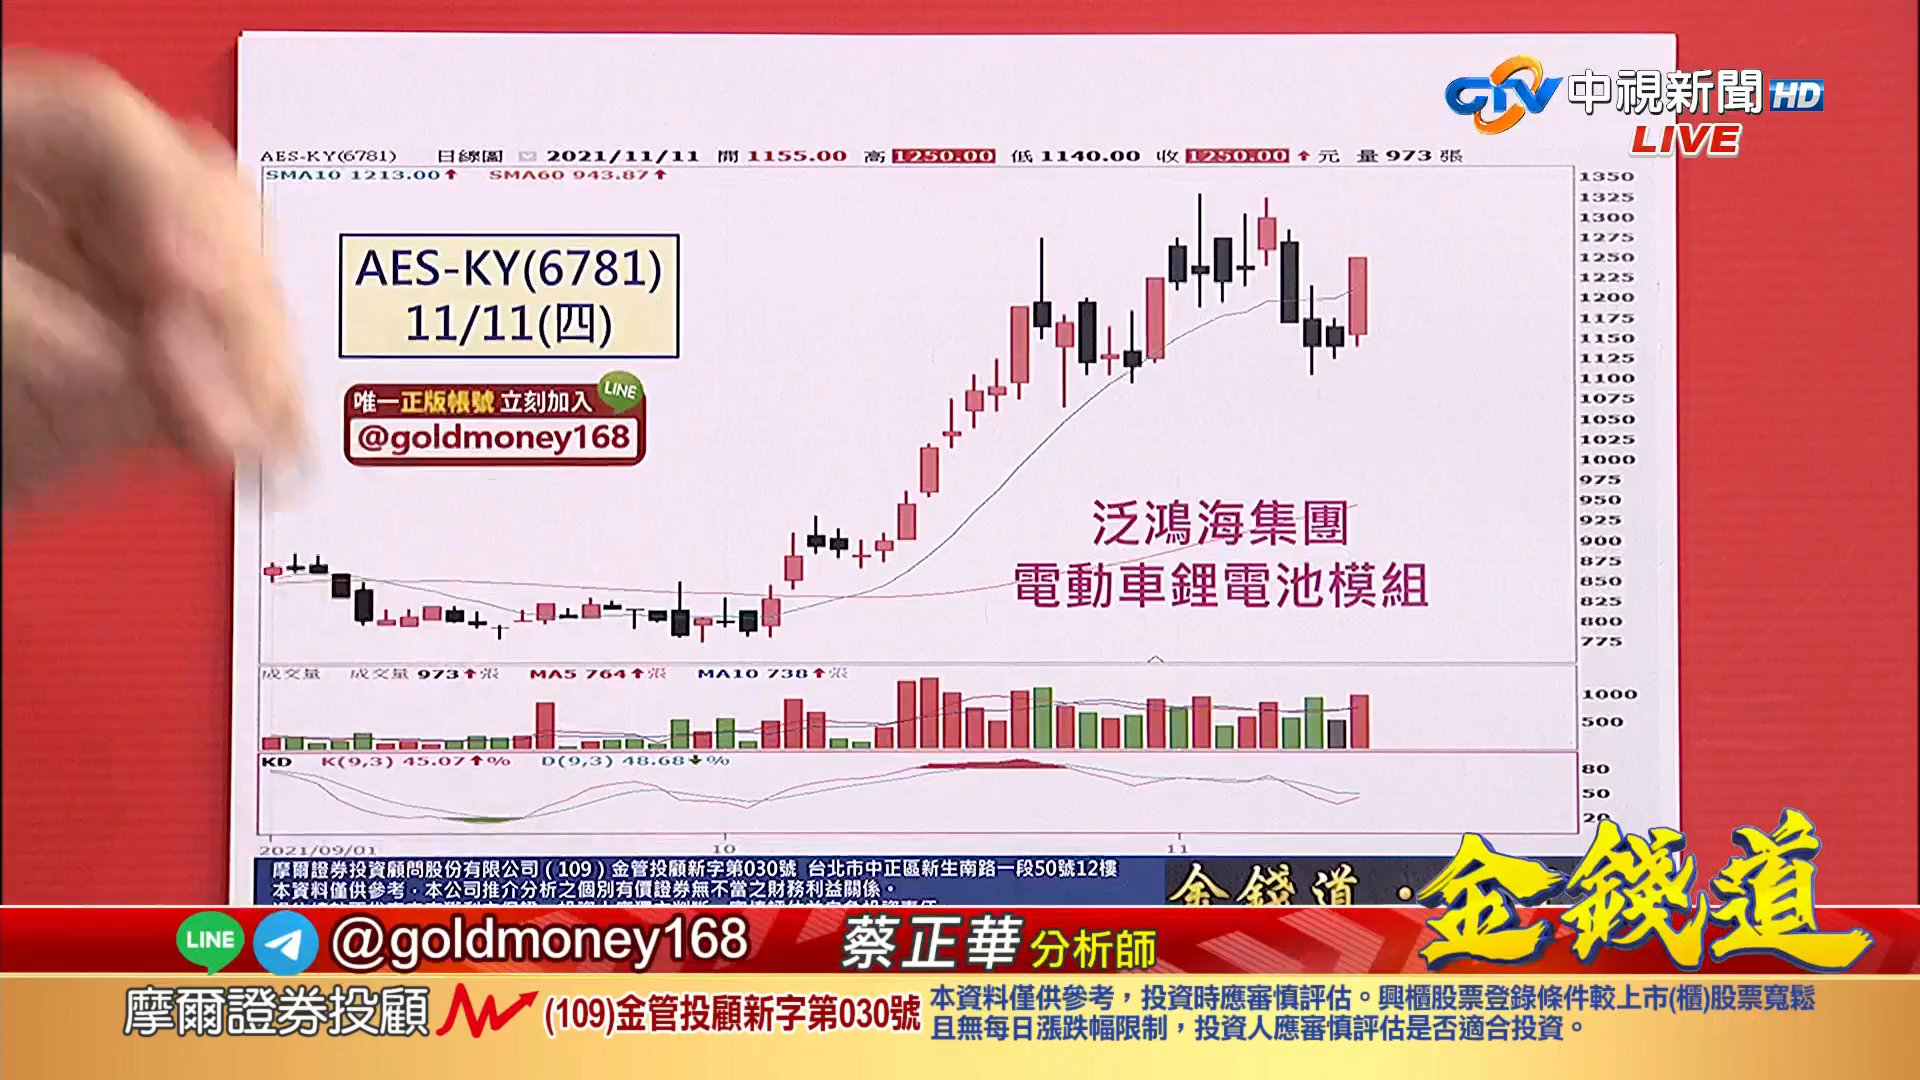 CTV 中視新聞 HD
LIVE
AES-KY(6781) 日線圖 2021/11/11 開 1155.00 高 1250.00 低 1140.00 收 1250.00 ↑ 元 量 973 張
SMA10 1213.00↑ SMA60 943.87↑
1350
1325
1300
1275
1250
1225
1200
1175
1150
1125
1100
1075
1050
1025
1000
975
950
925
900
875
850
825
800
775
AES-KY(6781)
11/11(四)
唯一正版帳號 立刻加入 LINE
@goldmoney168
泛鴻海集團
電動車鋰電池模組
成交量 成交量 973↑張 MA5 764↑張 MA10 738↑張
1000
500
KD K(9,3) 45.07↑% D(9,3) 48.68↓%
80
50
20
2021/09/01 10 11
摩爾證券投資顧問股份有限公司（109）金管投顧新字第030號 台北市中正區新生南路一段50號12樓
本資料僅供參考，本公司推介分析之個別有價證券無不當之財務利益關係。
金錢道
LINE @goldmoney168 蔡正華 分析師
金錢道
摩爾證券投顧 (109)金管投顧新字第030號
本資料僅供參考，投資時應審慎評估。興櫃股票登錄條件較上市(櫃)股票寬鬆
且無每日漲跌幅限制，投資人應審慎評估是否適合投資。